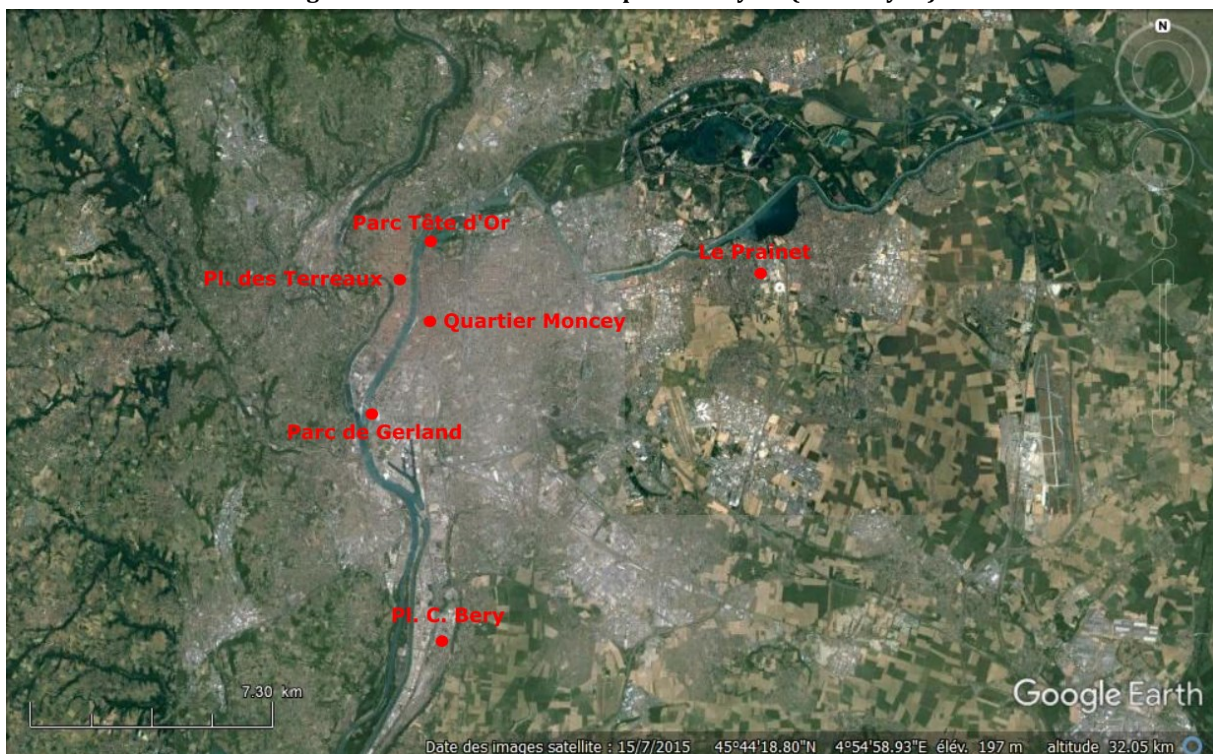 N
Parc Tête d'Or
Le Prainet
Pl. des Terreaux
Quartier Moncey
Parc de Gerland
Pl. C. Bery
7.30 km
Google Earth
Date des images satellite : 15/7/2015 45°44'18.80"N 4°54'58.93"E élév. 197 m altitude 32.05 km